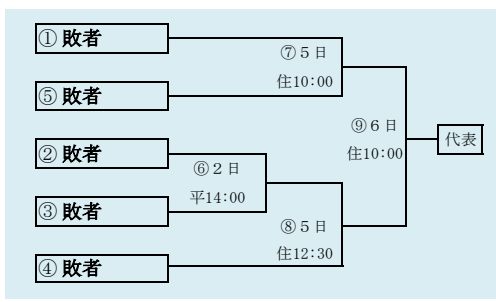 ① 敗者
⑦５日
住10:00
⑤ 敗者
⑨６日
住10:00
代表
② 敗者
⑥２日
平14:00
③ 敗者
⑧５日
住12:30
④ 敗者